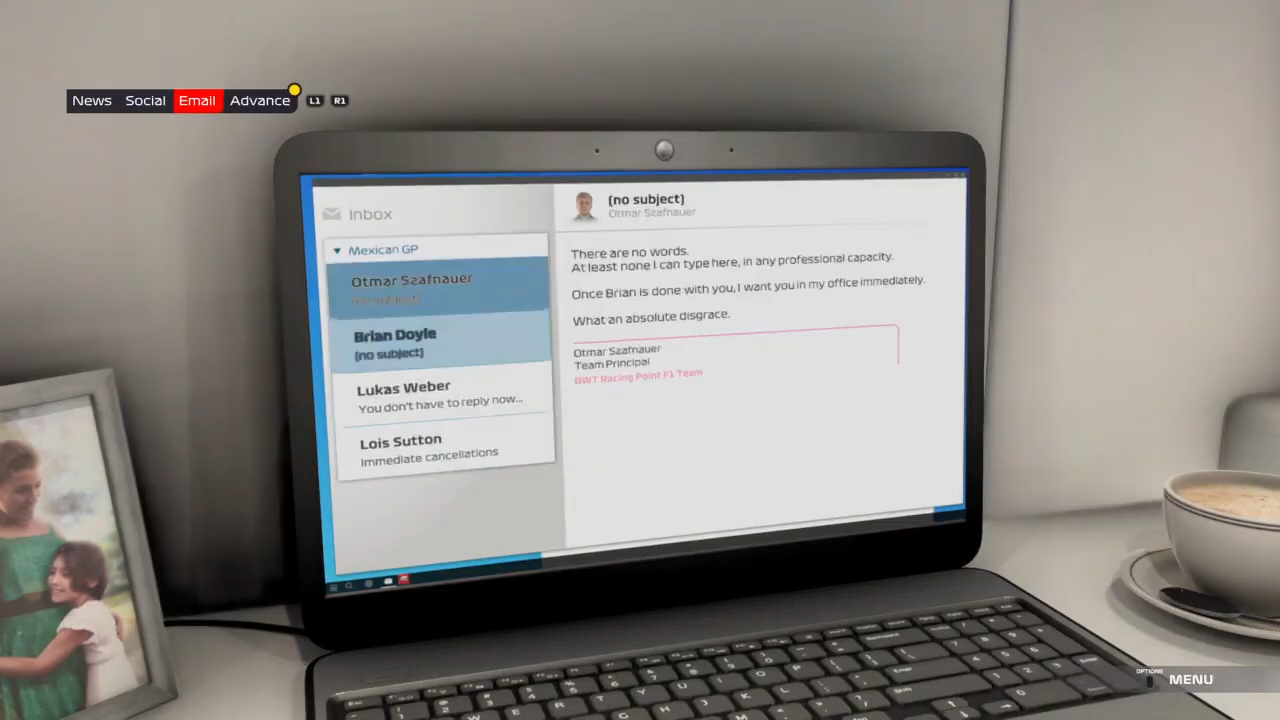 News Social Email Advance L1 R1
Inbox
Mexican GP
Otmar Szafnauer
(no subject)
Brian Doyle
(no subject)
Lukas Weber
You don't have to reply now...
Lois Sutton
Immediate cancellations
(no subject)
Otmar Szafnauer
There are no words.
At least none I can type here, in any professional capacity.
Once Brian is done with you, I want you in my office immediately.
What an absolute disgrace.
Otmar Szafnauer
Team Principal
BWT Racing Point F1 Team
OPTIONS
MENU